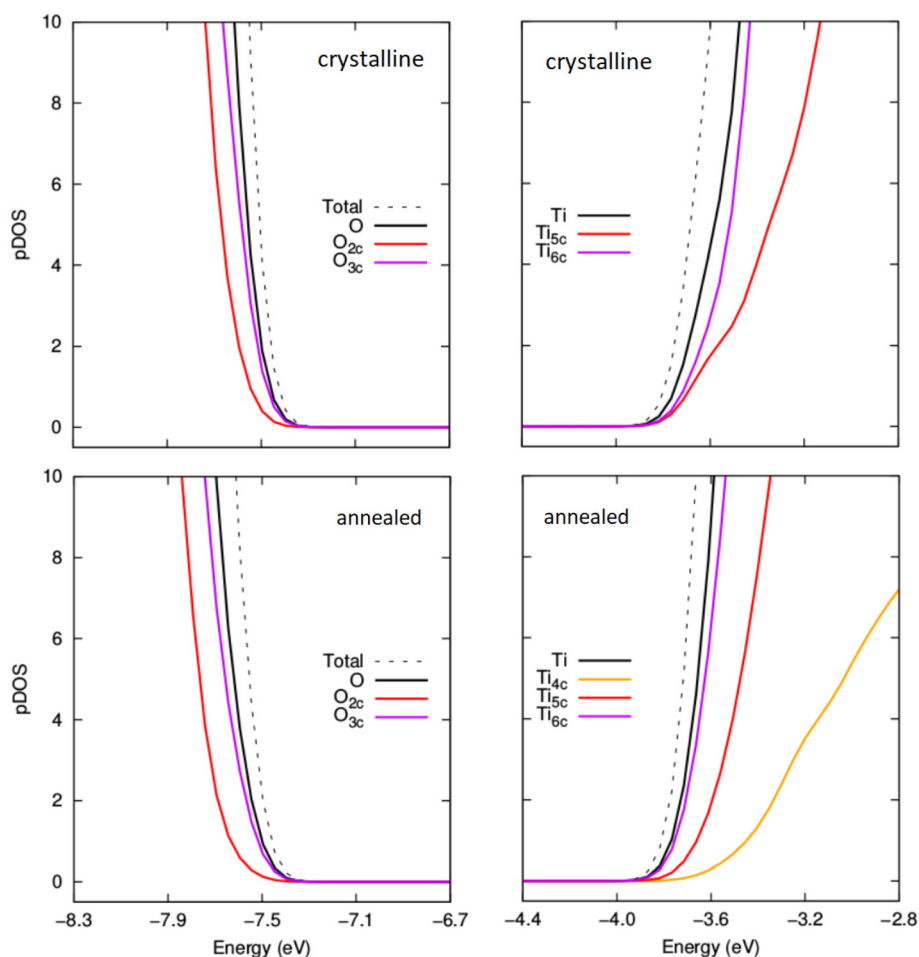 10
8
6
4
2
0
pDOS
crystalline
Total
O
O2c
O3c
crystalline
Ti
Ti5c
Ti6c
10
8
6
4
2
0
pDOS
annealed
Total
O
O2c
O3c
−8.3 −7.9 −7.5 −7.1 −6.7
Energy (eV)
annealed
Ti
Ti4c
Ti5c
Ti6c
−4.4 −4.0 −3.6 −3.2 −2.8
Energy (eV)